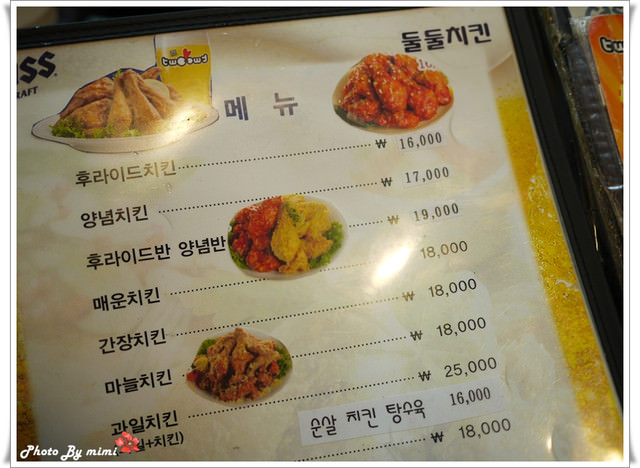 둘둘치킨
메뉴
후라이드치킨 ₩ 16,000
양념치킨 ₩ 17,000
후라이드반 양념반 ₩ 19,000
매운치킨 18,000
간장치킨 ₩ 18,000
마늘치킨 ₩ 18,000
과일치킨 ₩ 25,000
순살 치킨 탕수육 16,000
₩ 18,000
Photo By mimi